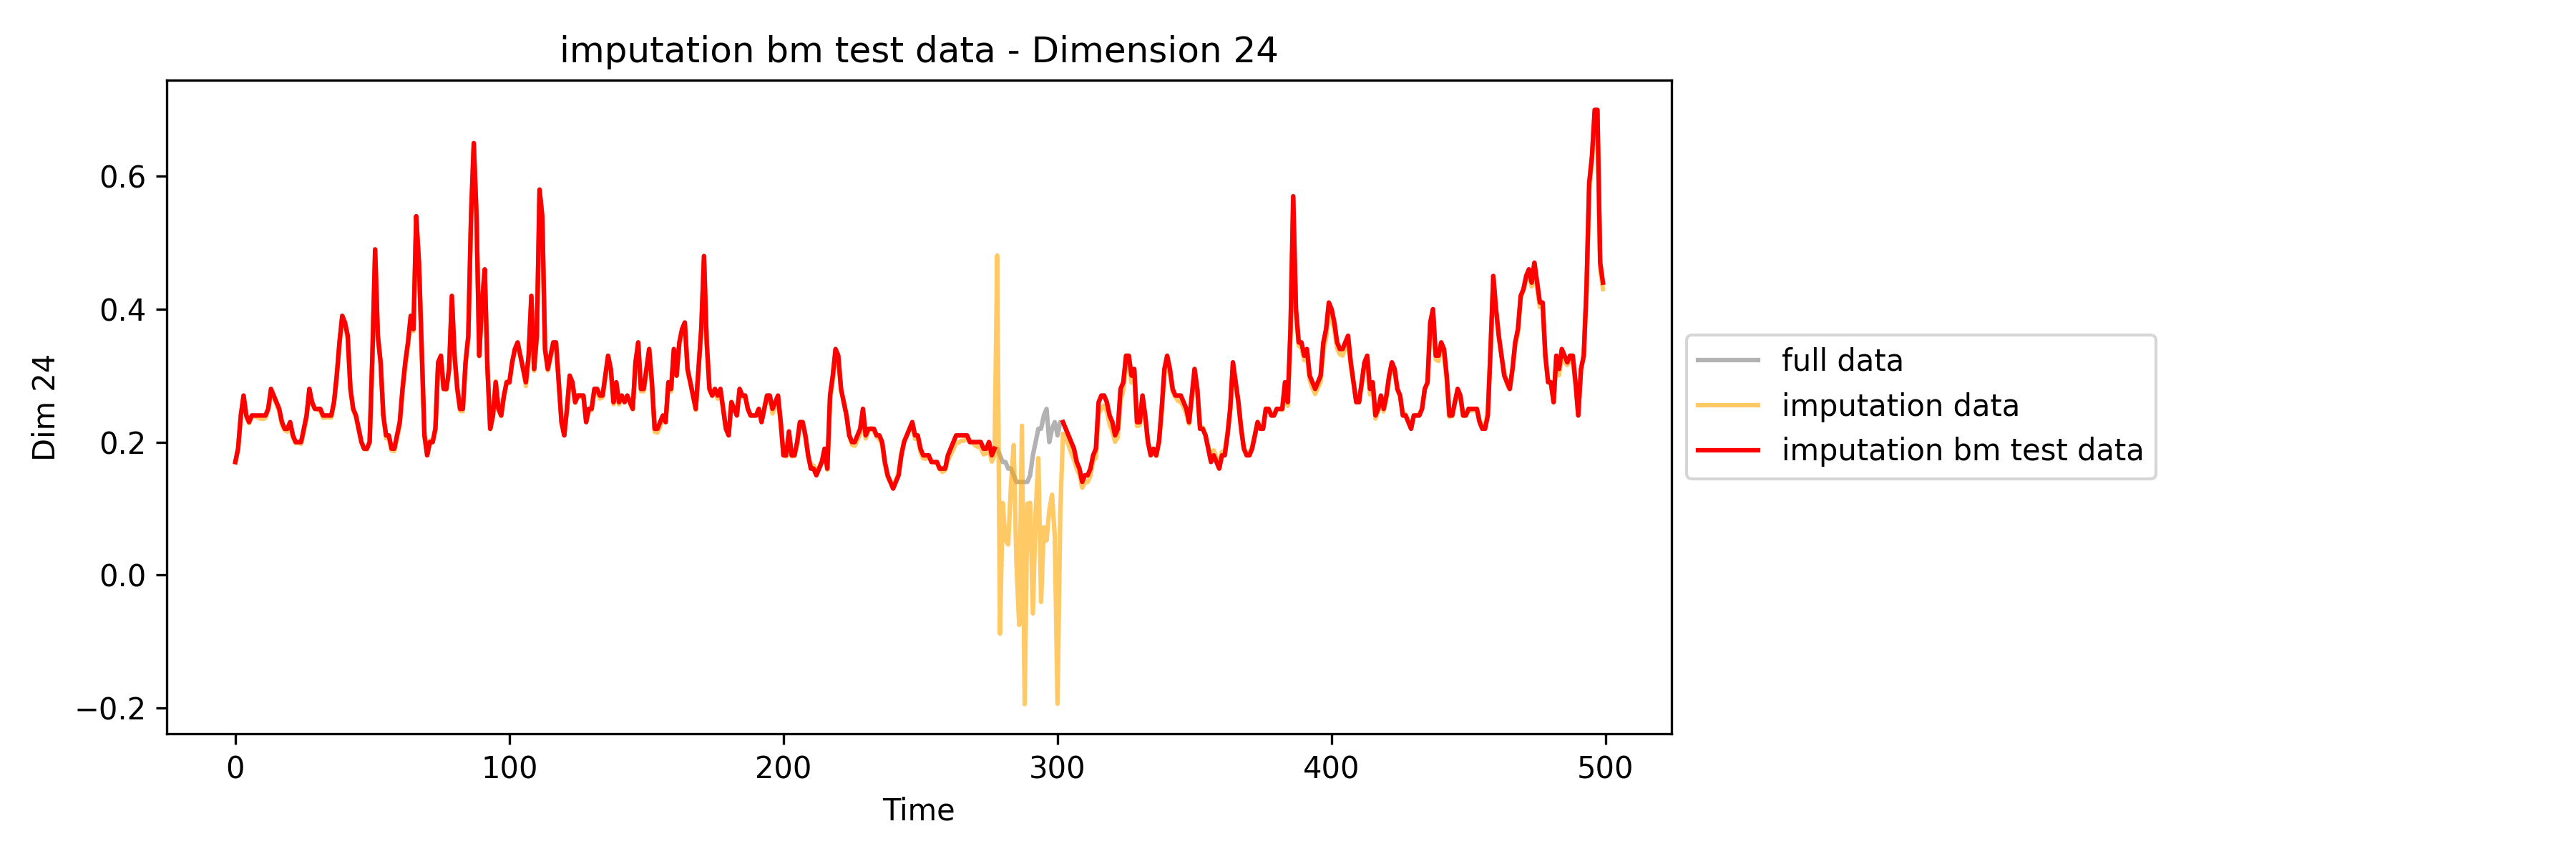 imputation bm test data - Dimension 24
Dim 24
0.6
0.4
0.2
0.0
−0.2
0
100
200
300
400
500
Time
full data
imputation data
imputation bm test data